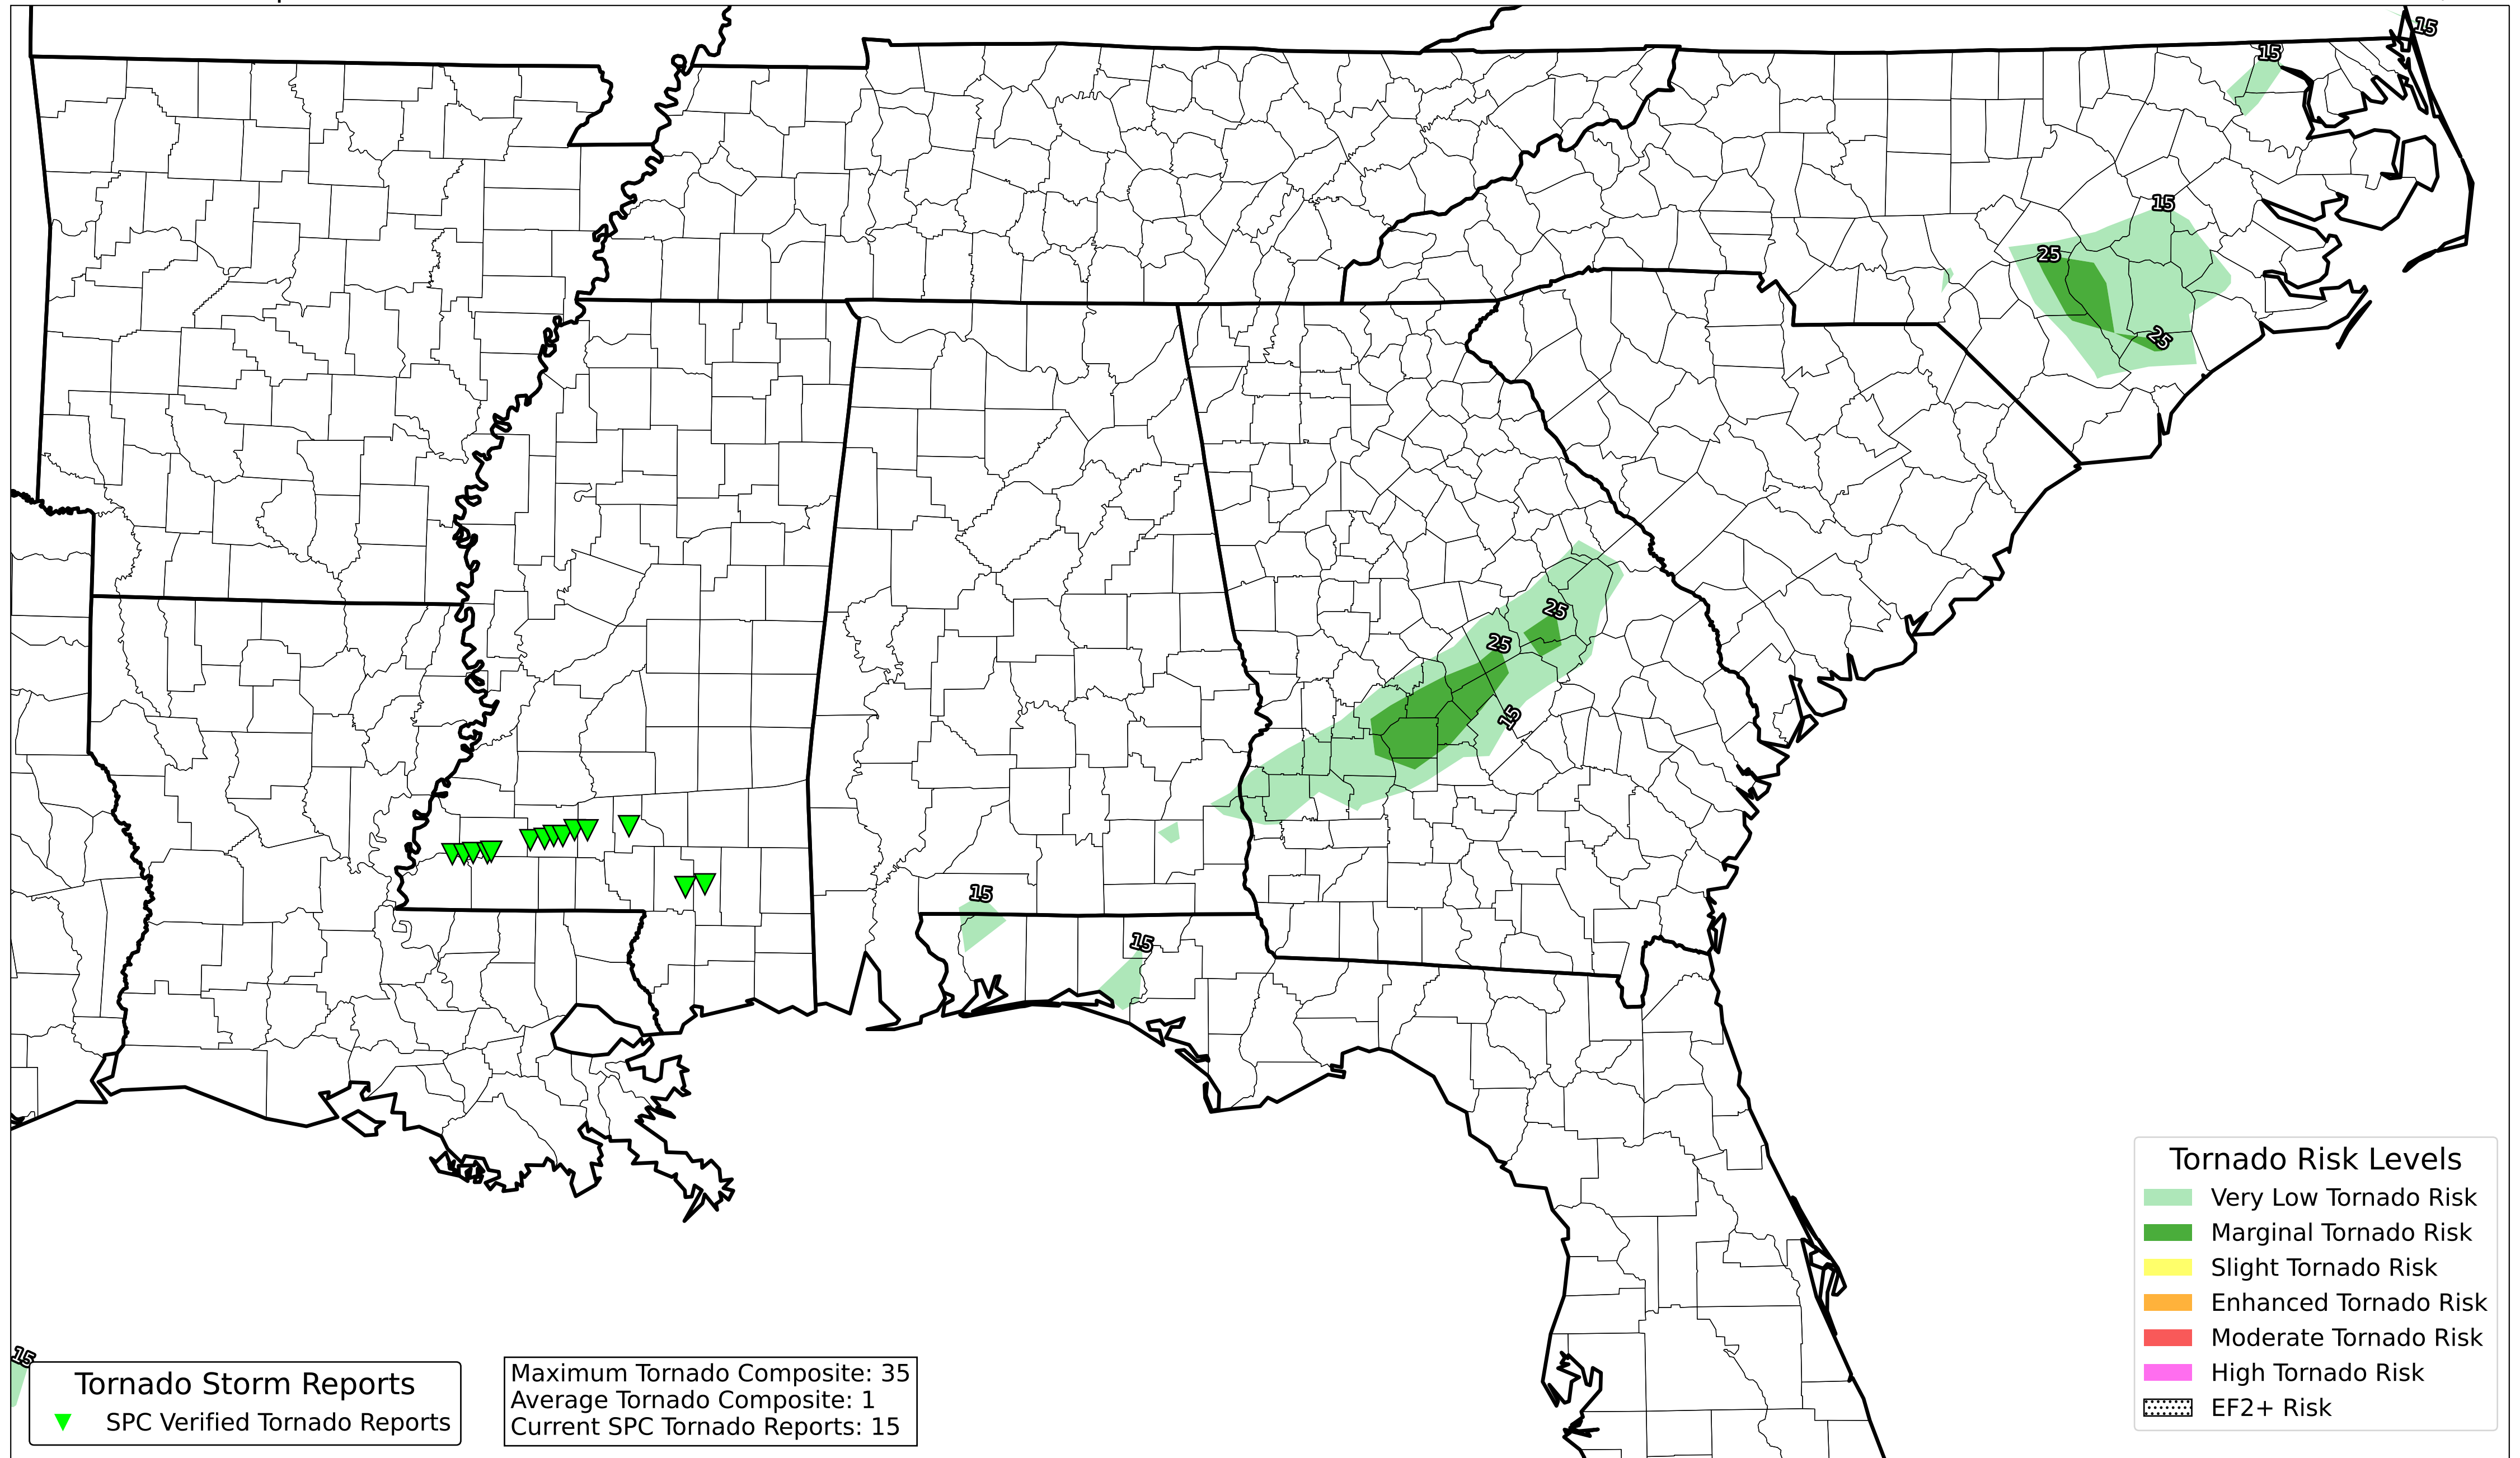 15
15
15
25
25
25
25
15
15
15
15
Tornado Storm Reports
SPC Verified Tornado Reports
Maximum Tornado Composite: 35
Average Tornado Composite: 1
Current SPC Tornado Reports: 15
Tornado Risk Levels
Very Low Tornado Risk
Marginal Tornado Risk
Slight Tornado Risk
Enhanced Tornado Risk
Moderate Tornado Risk
High Tornado Risk
EF2+ Risk